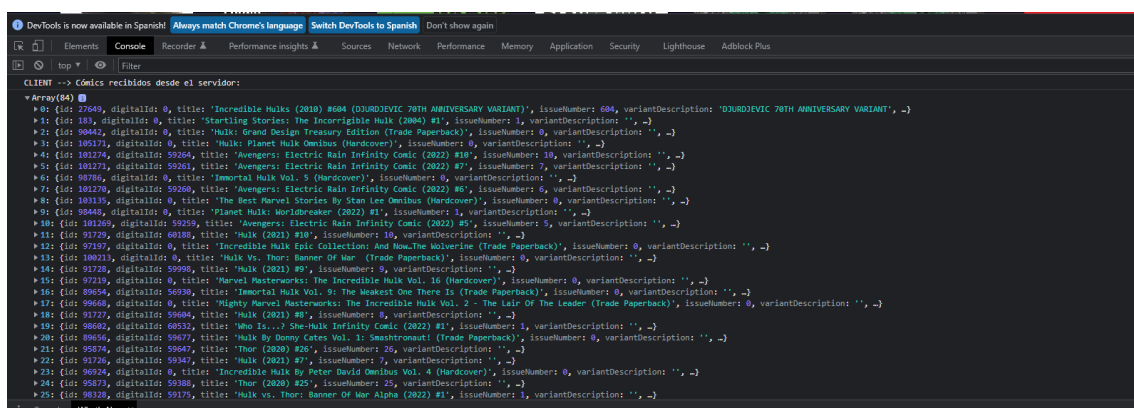 DevTools is now available in Spanish! Always match Chrome's language Switch DevTools to Spanish Don't show again
Elements Console Recorder Performance insights Sources Network Performance Memory Application Security Lighthouse Adblock Plus
top Filter
CLIENT --> Cómics recibidos desde el servidor:
▼Array(84)
▶0: {id: 27649, digitalId: 0, title: 'Incredible Hulks (2010) #604 (DJURDJEVIC 70TH ANNIVERSARY VARIANT)', issueNumber: 604, variantDescription: 'DJURDJEVIC 70TH ANNIVERSARY VARIANT', …}
▶1: {id: 183, digitalId: 0, title: 'Startling Stories: The Incorrigible Hulk (2004) #1', issueNumber: 1, variantDescription: '', …}
▶2: {id: 90442, digitalId: 0, title: 'Hulk: Grand Design Treasury Edition (Trade Paperback)', issueNumber: 0, variantDescription: '', …}
▶3: {id: 105171, digitalId: 0, title: 'Hulk: Planet Hulk Omnibus (Hardcover)', issueNumber: 0, variantDescription: '', …}
▶4: {id: 101274, digitalId: 59264, title: 'Avengers: Electric Rain Infinity Comic (2022) #10', issueNumber: 10, variantDescription: '', …}
▶5: {id: 101271, digitalId: 59261, title: 'Avengers: Electric Rain Infinity Comic (2022) #7', issueNumber: 7, variantDescription: '', …}
▶6: {id: 98786, digitalId: 0, title: 'Immortal Hulk Vol. 5 (Hardcover)', issueNumber: 0, variantDescription: '', …}
▶7: {id: 101270, digitalId: 59260, title: 'Avengers: Electric Rain Infinity Comic (2022) #6', issueNumber: 6, variantDescription: '', …}
▶8: {id: 103135, digitalId: 0, title: 'The Best Marvel Stories By Stan Lee Omnibus (Hardcover)', issueNumber: 0, variantDescription: '', …}
▶9: {id: 98448, digitalId: 0, title: 'Planet Hulk: Worldbreaker (2022) #1', issueNumber: 1, variantDescription: '', …}
▶10: {id: 101269, digitalId: 59259, title: 'Avengers: Electric Rain Infinity Comic (2022) #5', issueNumber: 5, variantDescription: '', …}
▶11: {id: 91729, digitalId: 60188, title: 'Hulk (2021) #10', issueNumber: 10, variantDescription: '', …}
▶12: {id: 97197, digitalId: 0, title: 'Incredible Hulk Epic Collection: And Now…The Wolverine (Trade Paperback)', issueNumber: 0, variantDescription: '', …}
▶13: {id: 100213, digitalId: 0, title: 'Hulk Vs. Thor: Banner Of War  (Trade Paperback)', issueNumber: 0, variantDescription: '', …}
▶14: {id: 91728, digitalId: 59998, title: 'Hulk (2021) #9', issueNumber: 9, variantDescription: '', …}
▶15: {id: 97219, digitalId: 0, title: 'Marvel Masterworks: The Incredible Hulk Vol. 16 (Hardcover)', issueNumber: 0, variantDescription: '', …}
▶16: {id: 89654, digitalId: 56930, title: 'Immortal Hulk Vol. 9: The Weakest One There Is (Trade Paperback)', issueNumber: 0, variantDescription: '', …}
▶17: {id: 99668, digitalId: 0, title: 'Mighty Marvel Masterworks: The Incredible Hulk Vol. 2 - The Lair Of The Leader (Trade Paperback)', issueNumber: 0, variantDescription: '', …}
▶18: {id: 91727, digitalId: 59604, title: 'Hulk (2021) #8', issueNumber: 8, variantDescription: '', …}
▶19: {id: 98602, digitalId: 60532, title: 'Who Is...? She-Hulk Infinity Comic (2022) #1', issueNumber: 1, variantDescription: '', …}
▶20: {id: 89656, digitalId: 59677, title: 'Hulk By Donny Cates Vol. 1: Smashtronaut! (Trade Paperback)', issueNumber: 0, variantDescription: '', …}
▶21: {id: 95874, digitalId: 59647, title: 'Thor (2020) #26', issueNumber: 26, variantDescription: '', …}
▶22: {id: 91726, digitalId: 59347, title: 'Hulk (2021) #7', issueNumber: 7, variantDescription: '', …}
▶23: {id: 96924, digitalId: 0, title: 'Incredible Hulk By Peter David Omnibus Vol. 4 (Hardcover)', issueNumber: 0, variantDescription: '', …}
▶24: {id: 95873, digitalId: 59388, title: 'Thor (2020) #25', issueNumber: 25, variantDescription: '', …}
▶25: {id: 98328, digitalId: 59175, title: 'Hulk vs. Thor: Banner Of War Alpha (2022) #1', issueNumber: 1, variantDescription: '', …}